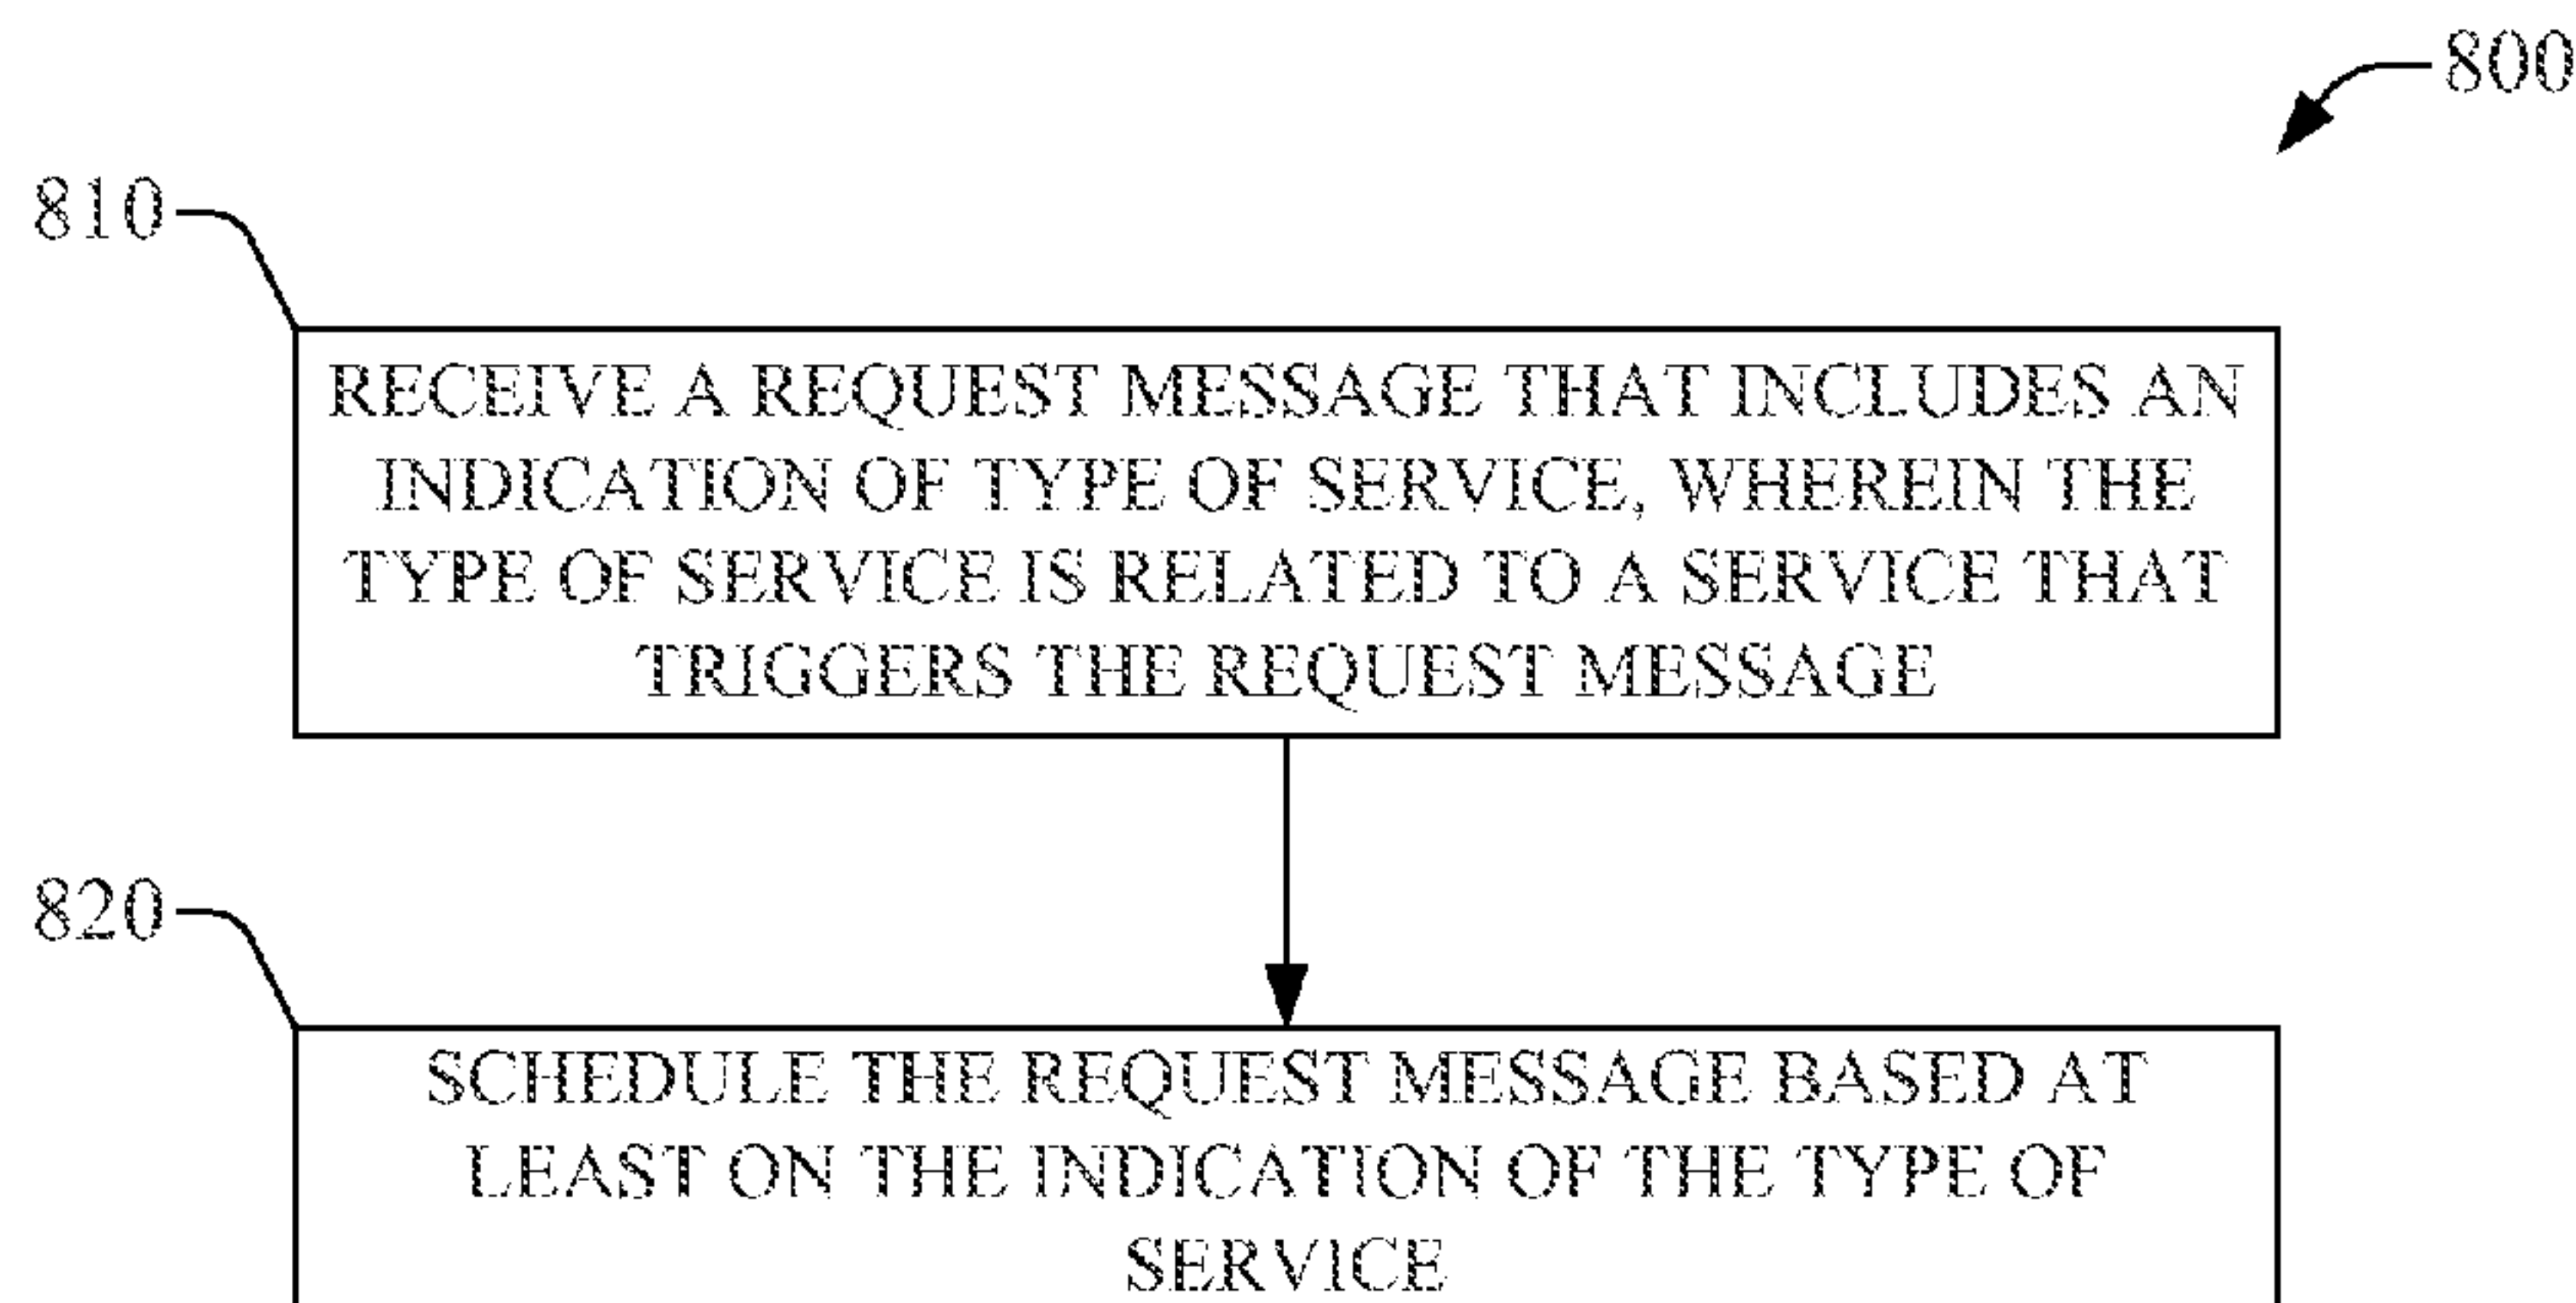 800
810
RECEIVE A REQUEST MESSAGE THAT INCLUDES AN
INDICATION OF TYPE OF SERVICE, WHEREIN THE
TYPE OF SERVICE IS RELATED TO A SERVICE THAT
TRIGGERS THE REQUEST MESSAGE
820
SCHEDULE THE REQUEST MESSAGE BASED AT
LEAST ON THE INDICATION OF THE TYPE OF
SERVICE